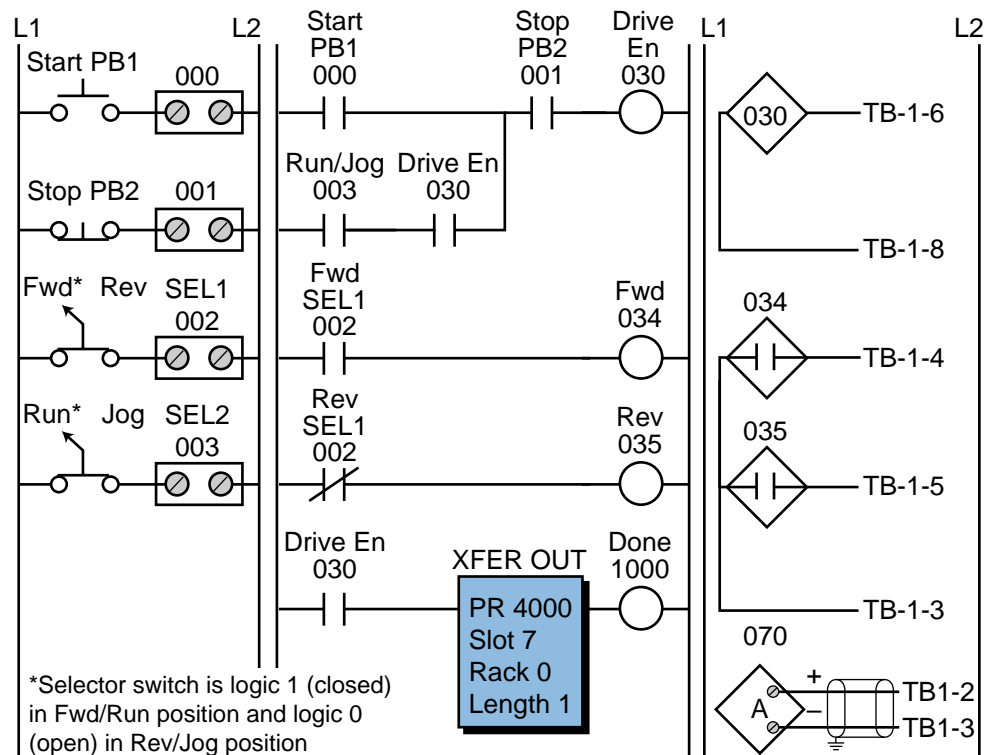 L1
L2
Start PB1
000
Stop PB2
001
Fwd* Rev
SEL1
002
Run* Jog
SEL2
003
*Selector switch is logic 1 (closed)
in Fwd/Run position and logic 0
(open) in Rev/Jog position
Start
PB1
000
Stop
PB2
001
Drive
En
030
Run/Jog
003
Drive En
030
Fwd
SEL1
002
Fwd
034
Rev
SEL1
002
Rev
035
Drive En
030
XFER OUT
PR 4000
Slot 7
Rack 0
Length 1
Done
1000
L1
L2
030
TB-1-6
TB-1-8
034
TB-1-4
035
TB-1-5
TB-1-3
070
A
+
–
TB1-2
TB1-3